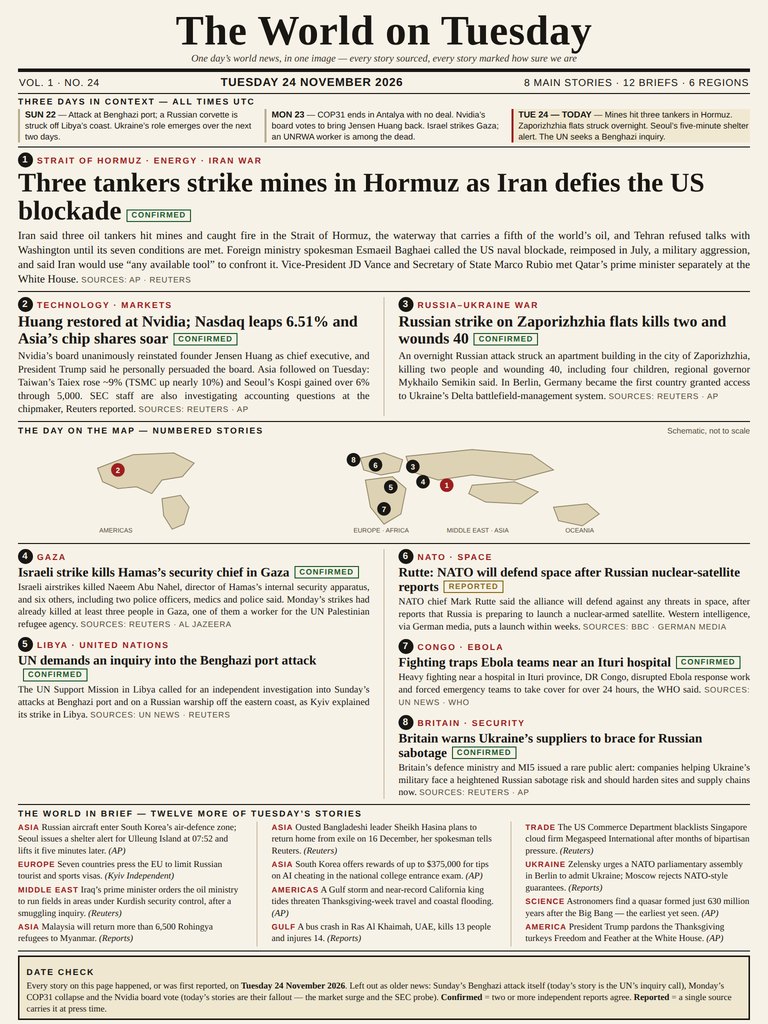 The World on Tuesday
One day's world news, in one image — every story sourced, every story marked how sure we are
VOL. 1 · NO. 24
TUESDAY 24 NOVEMBER 2026
8 MAIN STORIES · 12 BRIEFS · 6 REGIONS
THREE DAYS IN CONTEXT — ALL TIMES UTC
SUN 22 — Attack at Benghazi port; a Russian corvette is
struck off Libya's coast. Ukraine's role emerges over the next
two days.
MON 23 — COP31 ends in Antalya with no deal. Nvidia's
board votes to bring Jensen Huang back. Israel strikes Gaza;
an UNRWA worker is among the dead.
TUE 24 — TODAY — Mines hit three tankers in Hormuz.
Zaporizhzhia flats struck overnight. Seoul's five-minute shelter
alert. The UN seeks a Benghazi inquiry.
1 STRAIT OF HORMUZ · ENERGY · IRAN WAR
Three tankers strike mines in Hormuz as Iran defies the US
blockade CONFIRMED
Iran said three oil tankers hit mines and caught fire in the Strait of Hormuz, the waterway that carries a fifth of the world's oil, and Tehran refused talks with
Washington until its seven conditions are met. Foreign ministry spokesman Esmaeil Baghaei called the US naval blockade, reimposed in July, a military aggression,
and said Iran would use “any available tool” to confront it. Vice-President JD Vance and Secretary of State Marco Rubio met Qatar's prime minister separately at the
White House. SOURCES: AP · REUTERS
2 TECHNOLOGY · MARKETS
Huang restored at Nvidia; Nasdaq leaps 6.51% and
Asia's chip shares soar CONFIRMED
Nvidia's board unanimously reinstated founder Jensen Huang as chief executive, and
President Trump said he personally persuaded the board. Asia followed on Tuesday:
Taiwan's Taiex rose ~9% (TSMC up nearly 10%) and Seoul's Kospi gained over 6%
through 5,000. SEC staff are also investigating accounting questions at the
chipmaker, Reuters reported. SOURCES: REUTERS · AP
3 RUSSIA–UKRAINE WAR
Russian strike on Zaporizhzhia flats kills two and
wounds 40 CONFIRMED
An overnight Russian attack struck an apartment building in the city of Zaporizhzhia,
killing two people and wounding 40, including four children, regional governor
Mykhailo Semikin said. In Berlin, Germany became the first country granted access
to Ukraine's Delta battlefield-management system. SOURCES: REUTERS · AP
THE DAY ON THE MAP — NUMBERED STORIES
Schematic, not to scale
2
8
6
3
4
1
5
7
AMERICAS
EUROPE · AFRICA
MIDDLE EAST · ASIA
OCEANIA
4 GAZA
Israeli strike kills Hamas's security chief in Gaza CONFIRMED
Israeli airstrikes killed Naeem Abu Nahel, director of Hamas's internal security apparatus,
and six others, including two police officers, medics and police said. Monday's strikes had
already killed at least three people in Gaza, one of them a worker for the UN Palestinian
refugee agency. SOURCES: REUTERS · AL JAZEERA
5 LIBYA · UNITED NATIONS
UN demands an inquiry into the Benghazi port attack
CONFIRMED
The UN Support Mission in Libya called for an independent investigation into Sunday's
attacks at Benghazi port and on a Russian warship off the eastern coast, as Kyiv explained
its strike in Libya. SOURCES: UN NEWS · REUTERS
6 NATO · SPACE
Rutte: NATO will defend space after Russian nuclear-satellite
reports REPORTED
NATO chief Mark Rutte said the alliance will defend against any threats in space, after
reports that Russia is preparing to launch a nuclear-armed satellite. Western intelligence,
via German media, puts a launch within weeks. SOURCES: BBC · GERMAN MEDIA
7 CONGO · EBOLA
Fighting traps Ebola teams near an Ituri hospital CONFIRMED
Heavy fighting near a hospital in Ituri province, DR Congo, disrupted Ebola response work
and forced emergency teams to take cover for over 24 hours, the WHO said. SOURCES:
UN NEWS · WHO
8 BRITAIN · SECURITY
Britain warns Ukraine's suppliers to brace for Russian
sabotage CONFIRMED
Britain's defence ministry and MI5 issued a rare public alert: companies helping Ukraine's
military face a heightened Russian sabotage risk and should harden sites and supply chains
now. SOURCES: REUTERS · AP
THE WORLD IN BRIEF — TWELVE MORE OF TUESDAY'S STORIES
ASIA Russian aircraft enter South Korea's air-defence zone;
Seoul issues a shelter alert for Ulleung Island at 07:52 and
lifts it five minutes later. (AP)
EUROPE Seven countries press the EU to limit Russian
tourist and sports visas. (Kyiv Independent)
MIDDLE EAST Iraq's prime minister orders the oil ministry
to run fields in areas under Kurdish security control, after a
smuggling inquiry. (Reuters)
ASIA Malaysia will return more than 6,500 Rohingya
refugees to Myanmar. (Reports)
ASIA Ousted Bangladeshi leader Sheikh Hasina plans to
return home from exile on 16 December, her spokesman tells
Reuters. (Reuters)
ASIA South Korea offers rewards of up to $375,000 for tips
on AI cheating in the national college entrance exam. (AP)
AMERICAS A Gulf storm and near-record California king
tides threaten Thanksgiving-week travel and coastal flooding.
(AP)
GULF A bus crash in Ras Al Khaimah, UAE, kills 13 people
and injures 14. (Reports)
TRADE The US Commerce Department blacklists Singapore
cloud firm Megaspeed International after months of bipartisan
pressure. (Reuters)
UKRAINE Zelensky urges a NATO parliamentary assembly
in Berlin to admit Ukraine; Moscow rejects NATO-style
guarantees. (Reports)
SCIENCE Astronomers find a quasar formed just 630 million
years after the Big Bang — the earliest yet seen. (AP)
AMERICA President Trump pardons the Thanksgiving
turkeys Freedom and Feather at the White House. (AP)
DATE CHECK
Every story on this page happened, or was first reported, on Tuesday 24 November 2026. Left out as older news: Sunday's Benghazi attack itself (today's story is the UN's inquiry call), Monday's
COP31 collapse and the Nvidia board vote (today's stories are their fallout — the market surge and the SEC probe). Confirmed = two or more independent reports agree. Reported = a single source
carries it at press time.